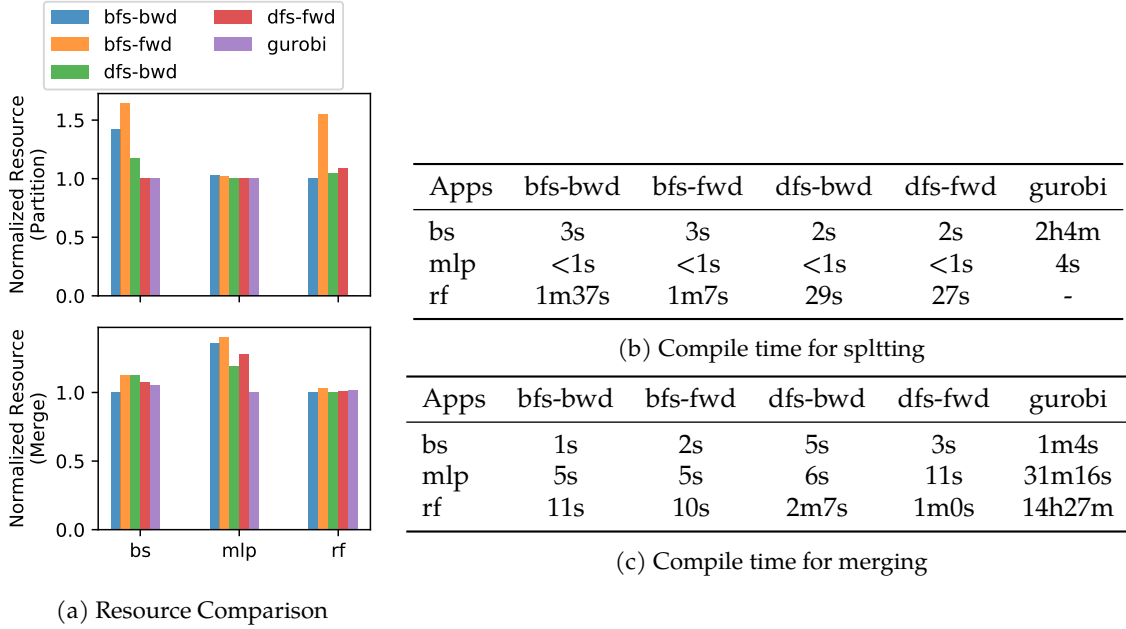 bfs-bwd
bfs-fwd
dfs-bwd
dfs-fwd
gurobi
Normalized Resource
(Partition)
1.5
1.0
0.5
0.0
Normalized Resource
(Merge)
1.0
0.5
0.0
bs mlp rf
(a) Resource Comparison
Apps bfs-bwd bfs-fwd dfs-bwd dfs-fwd gurobi
bs 3s 3s 2s 2s 2h4m
mlp <1s <1s <1s <1s 4s
rf 1m37s 1m7s 29s 27s -
(b) Compile time for spltting
Apps bfs-bwd bfs-fwd dfs-bwd dfs-fwd gurobi
bs 1s 2s 5s 3s 1m4s
mlp 5s 5s 6s 11s 31m16s
rf 11s 10s 2m7s 1m0s 14h27m
(c) Compile time for merging